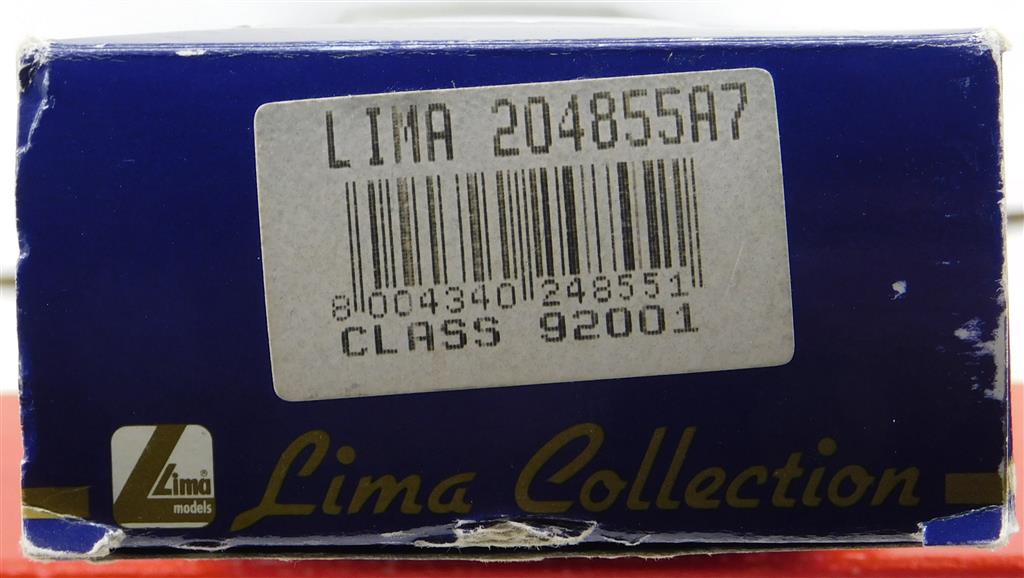 LIMA 204855A7
8 004340 248551
CLASS 92001
Lima®
models
Lima Collection